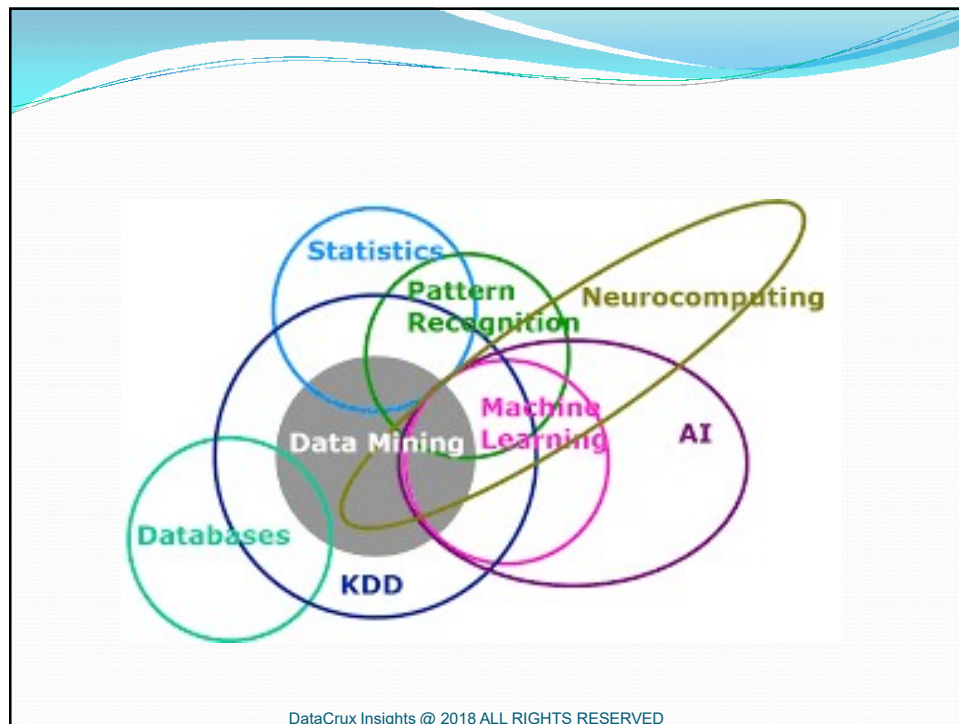 Statistics
Pattern
Recognition
Neurocomputing
Machine
Learning
AI
Data Mining
Databases
KDD
DataCrux Insights @ 2018 ALL RIGHTS RESERVED